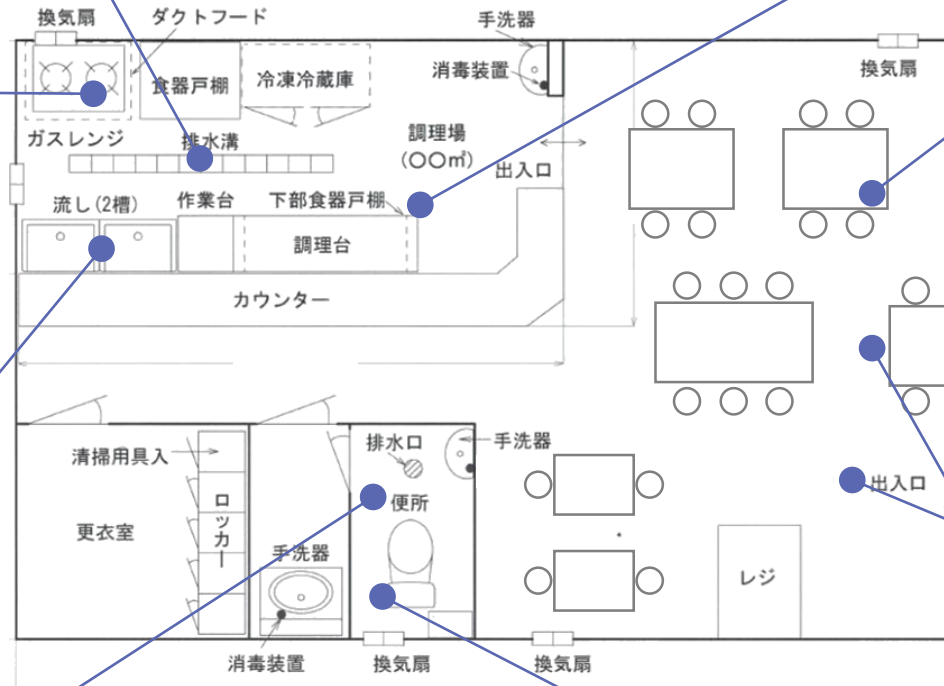 換気扇
ダクトフード
手洗器
食器戸棚
冷凍冷蔵庫
消毒装置
換気扇
ガスレンジ
排水溝
調理場
(〇〇㎡)
出入口
流し(2槽)
作業台
下部食器戸棚
調理台
カウンター
清掃用具入
排水口
手洗器
ロッカー
更衣室
便所
出入口
手洗器
レジ
消毒装置
換気扇
換気扇